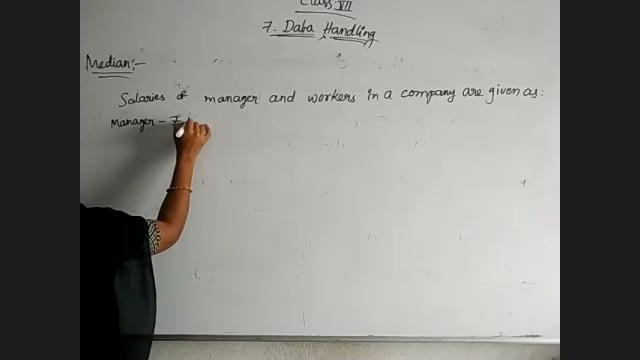 Class: VII
7. Data Handling
Median:-
Salaries of manager and workers in a company are given as:
Manager -